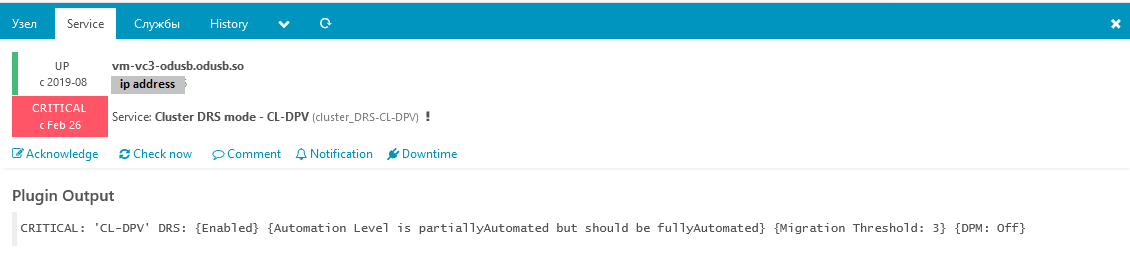 Узел Service Службы History
UP vm-vc3-odusb.odusb.so
с 2019-08 ip address
CRITICAL
с Feb 26 Service: Cluster DRS mode - CL-DPV (cluster_DRS-CL-DPV) !
Acknowledge Check now Comment Notification Downtime
Plugin Output
CRITICAL: 'CL-DPV' DRS: {Enabled} {Automation Level is partiallyAutomated but should be fullyAutomated} {Migration Threshold: 3} {DPM: Off}